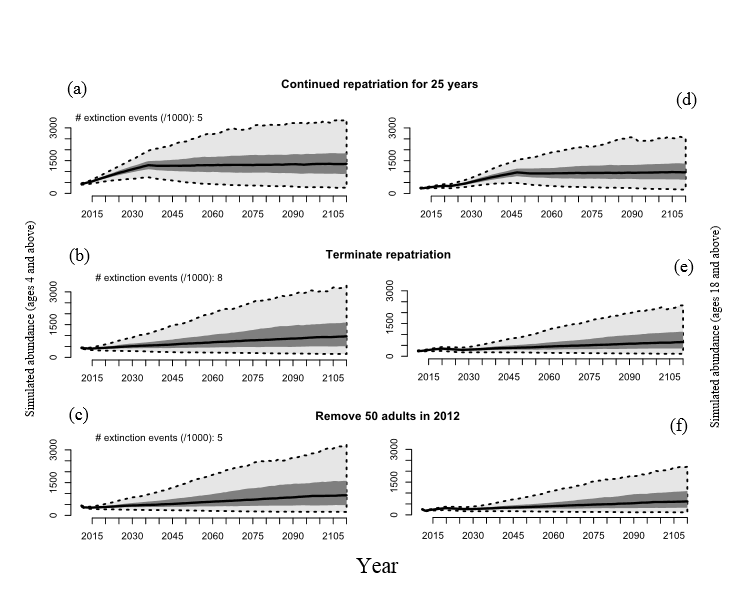 Continued repatriation for 25 years
(a)
(d)
# extinction events (/1000): 5
0 1500 3000
0 1500 3000
2015 2030 2045 2060 2075 2090 2105
2015 2030 2045 2060 2075 2090 2105
Terminate repatriation
(b)
(e)
# extinction events (/1000): 8
0 1500 3000
0 1500 3000
2015 2030 2045 2060 2075 2090 2105
2015 2030 2045 2060 2075 2090 2105
Remove 50 adults in 2012
(c)
(f)
# extinction events (/1000): 5
0 1500 3000
0 1500 3000
2015 2030 2045 2060 2075 2090 2105
2015 2030 2045 2060 2075 2090 2105
Simulated abundance (ages 4 and above)
Simulated abundance (ages 18 and above)
Year